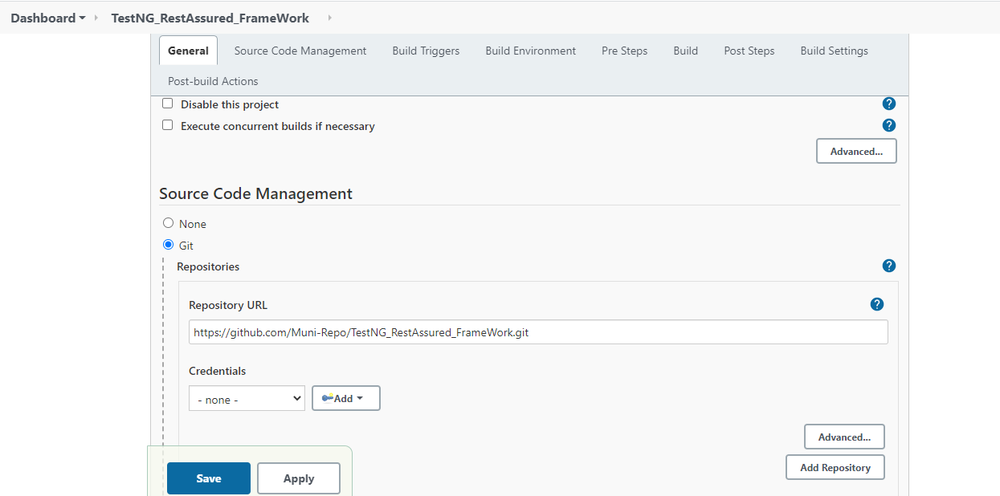 Dashboard TestNG_RestAssured_FrameWork
General Source Code Management Build Triggers Build Environment Pre Steps Build Post Steps Build Settings
Post-build Actions
Disable this project ?
Execute concurrent builds if necessary ?
Advanced...
Source Code Management
None
Git
Repositories ?
Repository URL ?
https://github.com/Muni-Repo/TestNG_RestAssured_FrameWork.git
Credentials
- none - Add
Advanced...
Add Repository
Save Apply